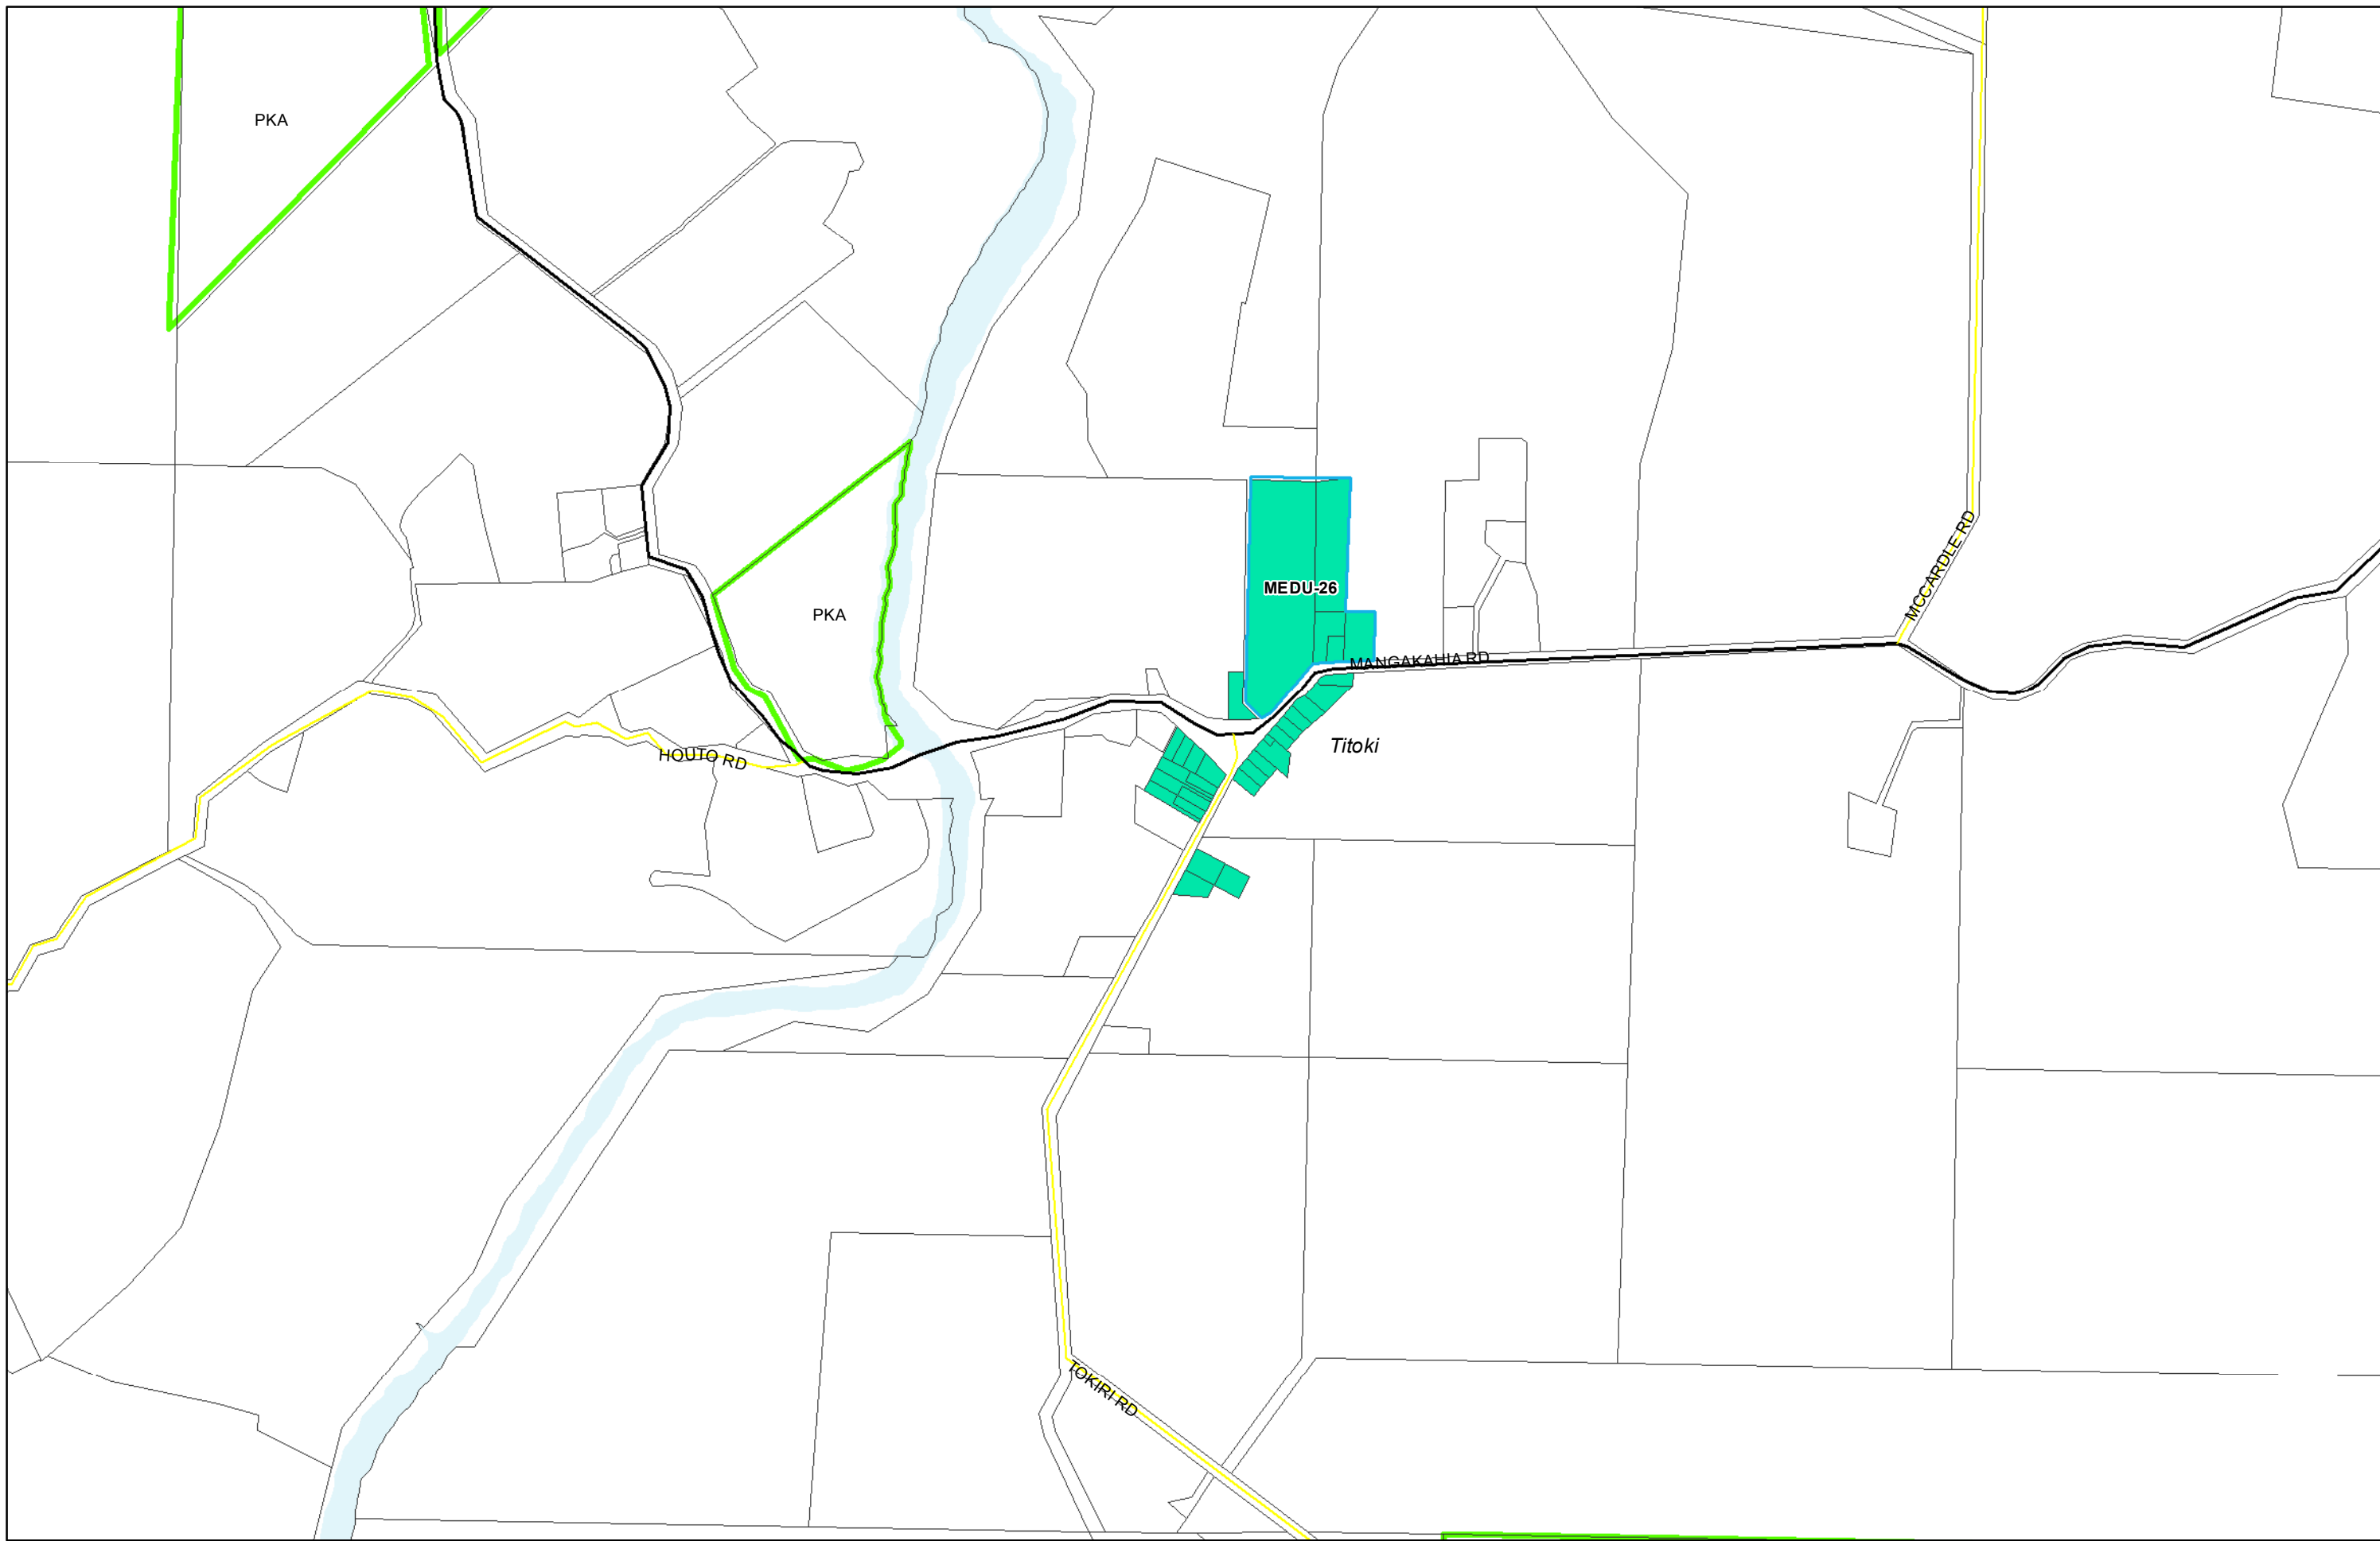 PKA
MCCARDLE RD
MEDU-26
PKA
MANGAKAHIA RD
Titoki
HOUTO RD
TOKIRI RD